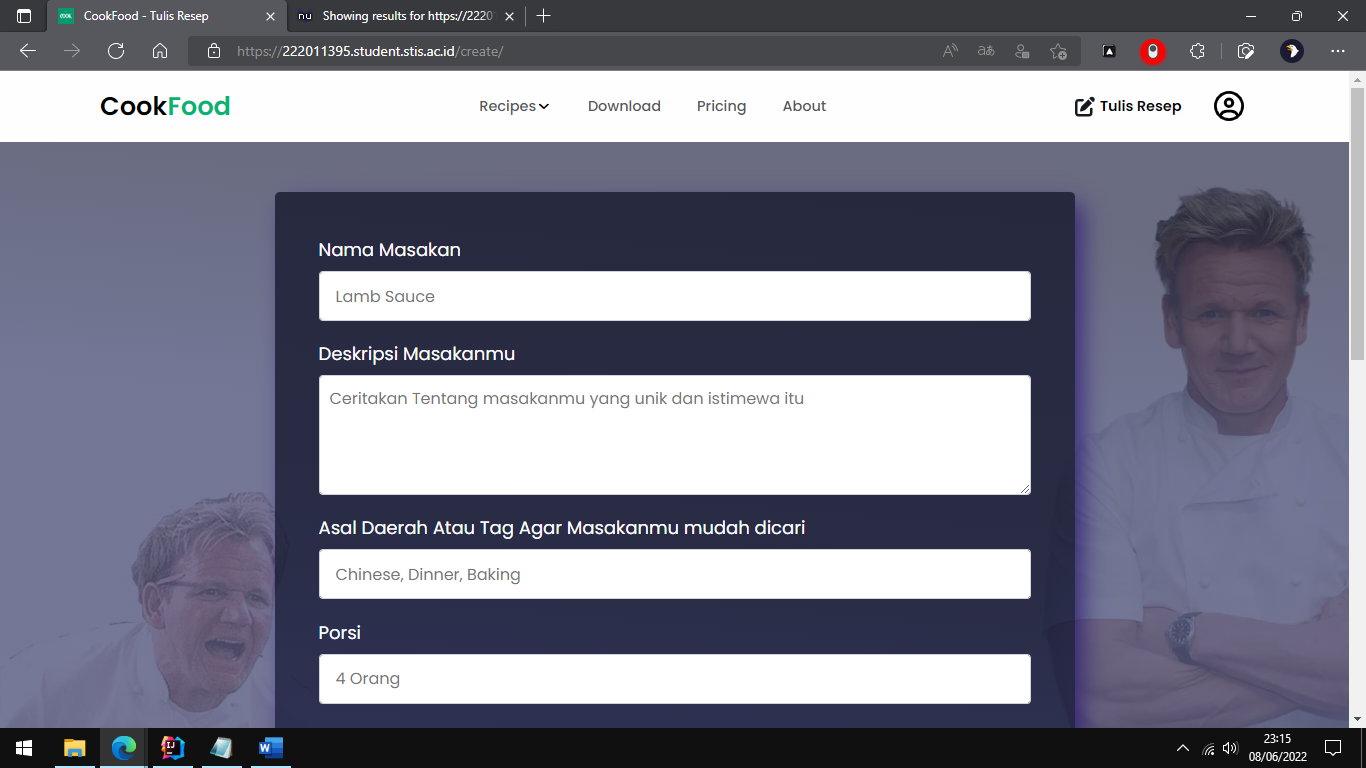 CookFood - Tulis Resep
Showing results for https://2220
https://222011395.student.stis.ac.id/create/
CookFood
Recipes
Download
Pricing
About
Tulis Resep
Nama Masakan
Lamb Sauce
Deskripsi Masakanmu
Ceritakan Tentang masakanmu yang unik dan istimewa itu
Asal Daerah Atau Tag Agar Masakanmu mudah dicari
Chinese, Dinner, Baking
Porsi
4 Orang
23:15
08/06/2022